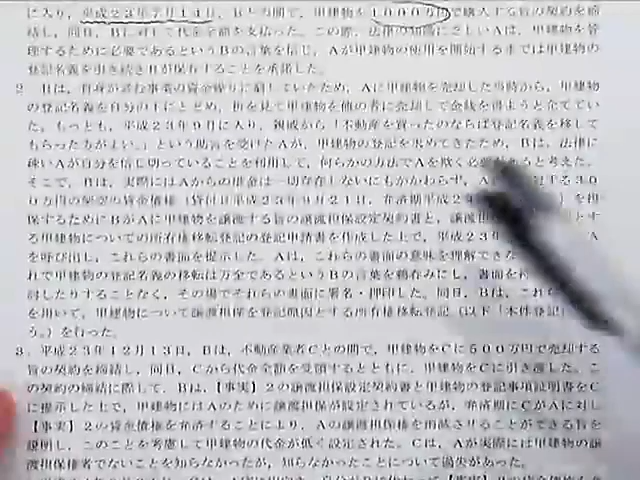 に入り、平成23年7月13日、Bとの間で、甲建物を1000万円で購入する旨の契約を締
結し、同日、Bに対して代金全額を支払った。この際、法律の知識に乏しいAは、甲建物を管
理するために必要であるというBの言葉を信じ、Aが甲建物の使用を開始するまでは甲建物の
登記名義を引き続きBが保有することを承諾した。
2. Bは、自身が営む事業の資金繰りに窮していたため、Aに甲建物を売却した当時から、甲建物
の登記名義を自分の下にとどめ、折を見て甲建物を他の者に売却して金銭を得ようと企ててい
た。もっとも、平成23年9月に入り、親戚から「不動産を買ったのならば登記名義を移して
もらった方がよい。」という助言を受けたAが、甲建物の登記を求めてきたため、Bは、法律に
疎いAが自分を信じ切っていることを利用して、何らかの方法でAを欺く必要があると考えた。
そこで、Bは、実際にはAからの借金は一切存在しないにもかかわらず、A
対する30
0万円の架空の貸金債権(貸付日平成23年9月21日、弁済期平成2
)を担
保するためにBがAに甲建物を譲渡する旨の譲渡担保設定契約書と、譲渡担
とす
る甲建物についての所有権移転登記の登記申請書を作成した上で、平成23年
A
を呼び出し、これらの書面を提示した。Aは、これらの書面の意味を理解できた
れで甲建物の登記名義の移転は万全であるというBの言葉を鵜呑みにし、書面を持
討したりすることなく、その場でそれらの書面に署名・押印した。同日、Bは、これら
を用いて、甲建物について譲渡担保を登記原因とする所有権移転登記(以下「本件登記」
う。)を行った。
3. 平成23年12月13日、Bは、不動産業者Cとの間で、甲建物をCに500万円で売却する
旨の契約を締結し、同日、Cから代金全額を受領するとともに、甲建物をCに引き渡した。こ
の契約の締結に際して、Bは、【事実】2の譲渡担保設定契約書と甲建物の登記事項証明書をC
に提示した上で、甲建物にはAのために譲渡担保が設定されているが、弁済期にCがAに対し
【事実】2の貸金債権を弁済することにより、Aの譲渡担保権を消滅させることができる旨を
説明し、このことを考慮して甲建物の代金が低く設定された。Cは、Aが実際には甲建物の譲
渡担保権者でないことを知らなかったが、知らなかったことについて過失があった。